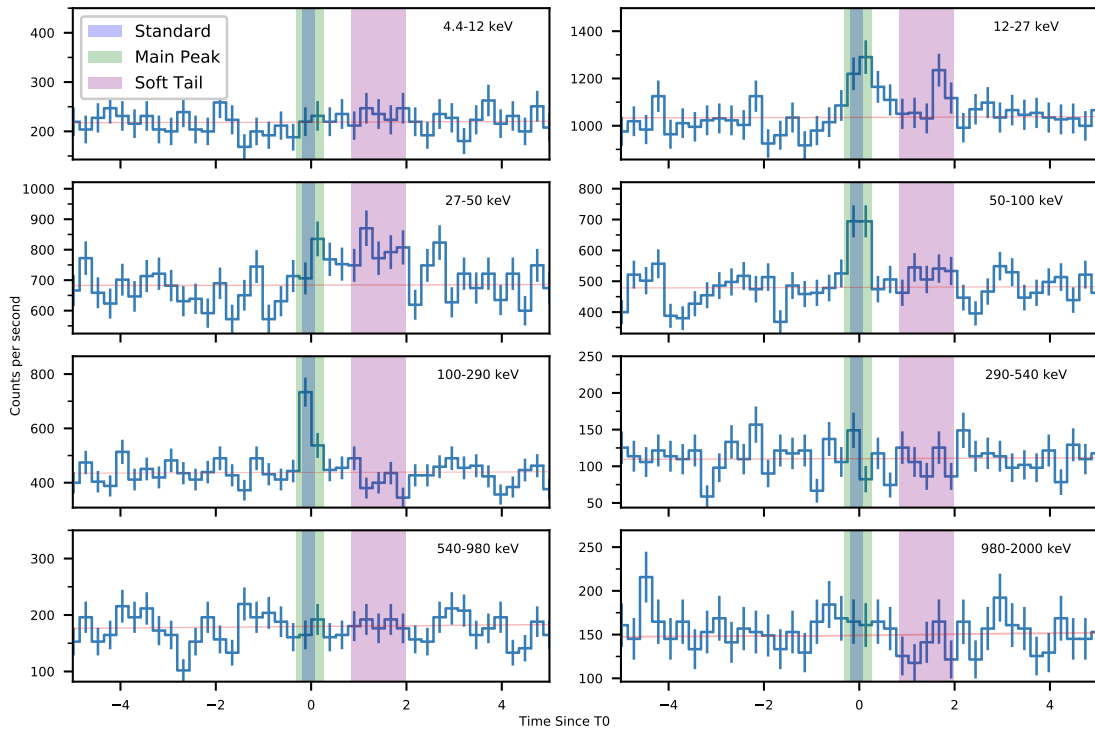 450
350
250
200
4.4-12 keV
Standard
Main Peak
Soft Tail
1400
1200
1000
12-27 keV
1000
900
800
700
600
27-50 keV
800
700
600
500
400
50-100 keV
800
600
400
100-290 keV
250
200
150
100
50
290-540 keV
300
200
100
540-980 keV
−4 −2 0 2 4
250
200
150
100
980-2000 keV
−4 −2 0 2 4
Counts per second
Time Since T0